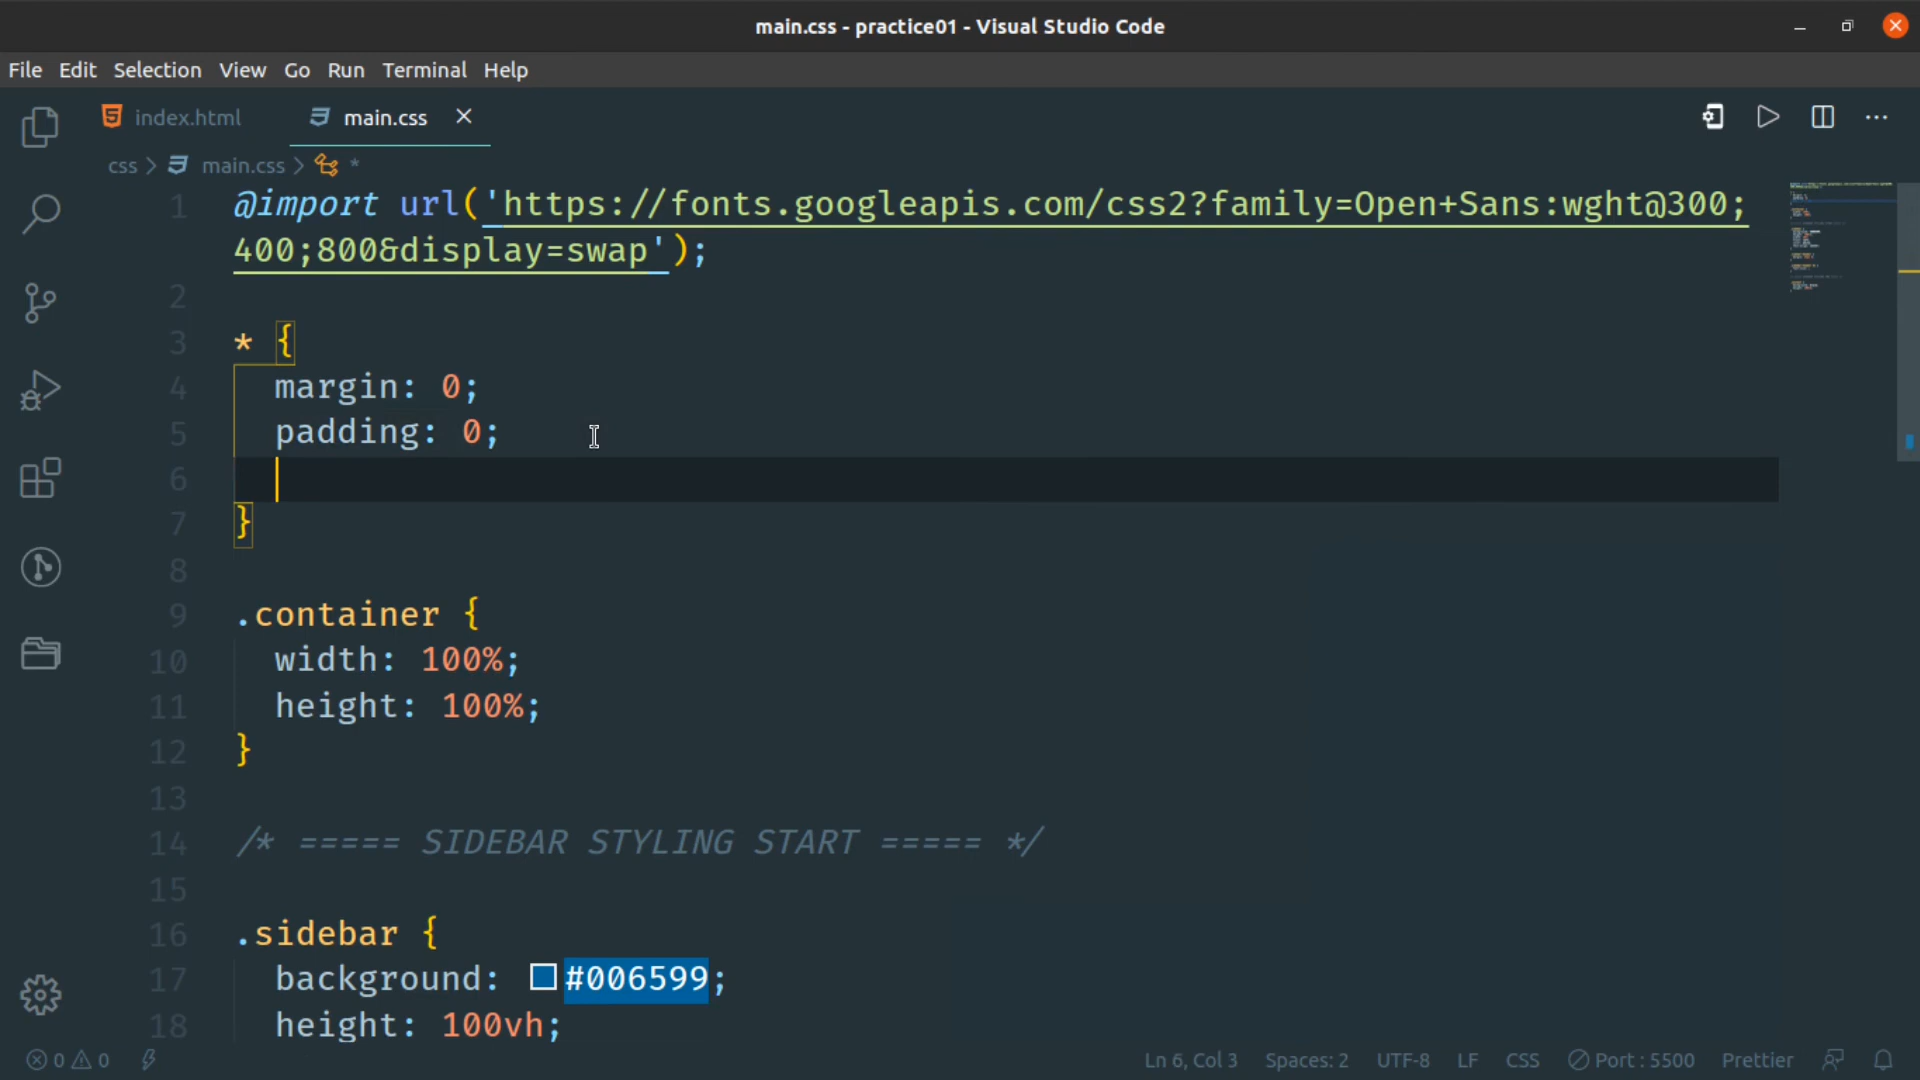 main.css - practice01 - Visual Studio Code
File Edit Selection View Go Run Terminal Help
index.html main.css
css > main.css > *
1 @import url('https://fonts.googleapis.com/css2?family=Open+Sans:wght@300;
400;800&display=swap');
2
3 * {
4 margin: 0;
5 padding: 0;
6
7 }
8
9 .container {
10 width: 100%;
11 height: 100%;
12 }
13
14 /* ===== SIDEBAR STYLING START ===== */
15
16 .sidebar {
17 background: #006599;
18 height: 100vh;
0 0 Ln 6, Col 3 Spaces: 2 UTF-8 LF CSS Port : 5500 Prettier